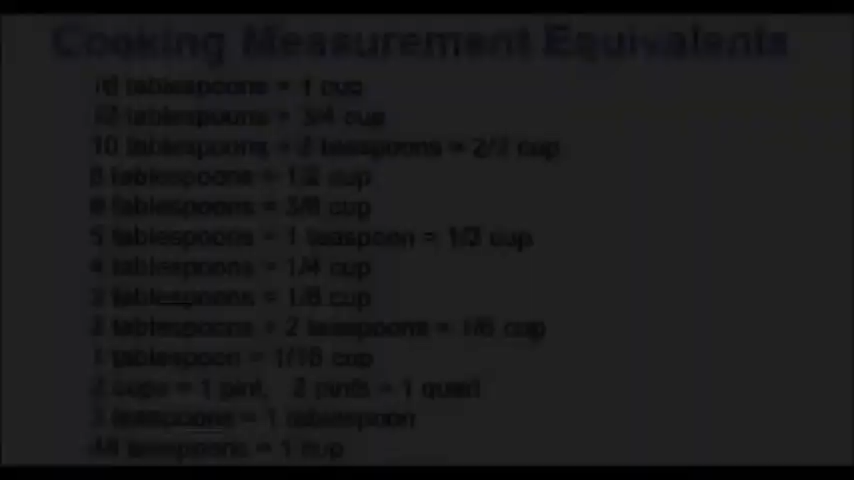 Cooking Measurement Equivalents
16 tablespoons = 1 cup
12 tablespoons = 3/4 cup
10 tablespoons + 2 teaspoons = 2/3 cup
8 tablespoons = 1/2 cup
6 tablespoons = 3/8 cup
5 tablespoons + 1 teaspoon = 1/3 cup
4 tablespoons = 1/4 cup
2 tablespoons = 1/8 cup
2 tablespoons + 2 teaspoons = 1/6 cup
1 tablespoon = 1/16 cup
2 cups = 1 pint, 2 pints = 1 quart
3 teaspoons = 1 tablespoon
48 teaspoons = 1 cup